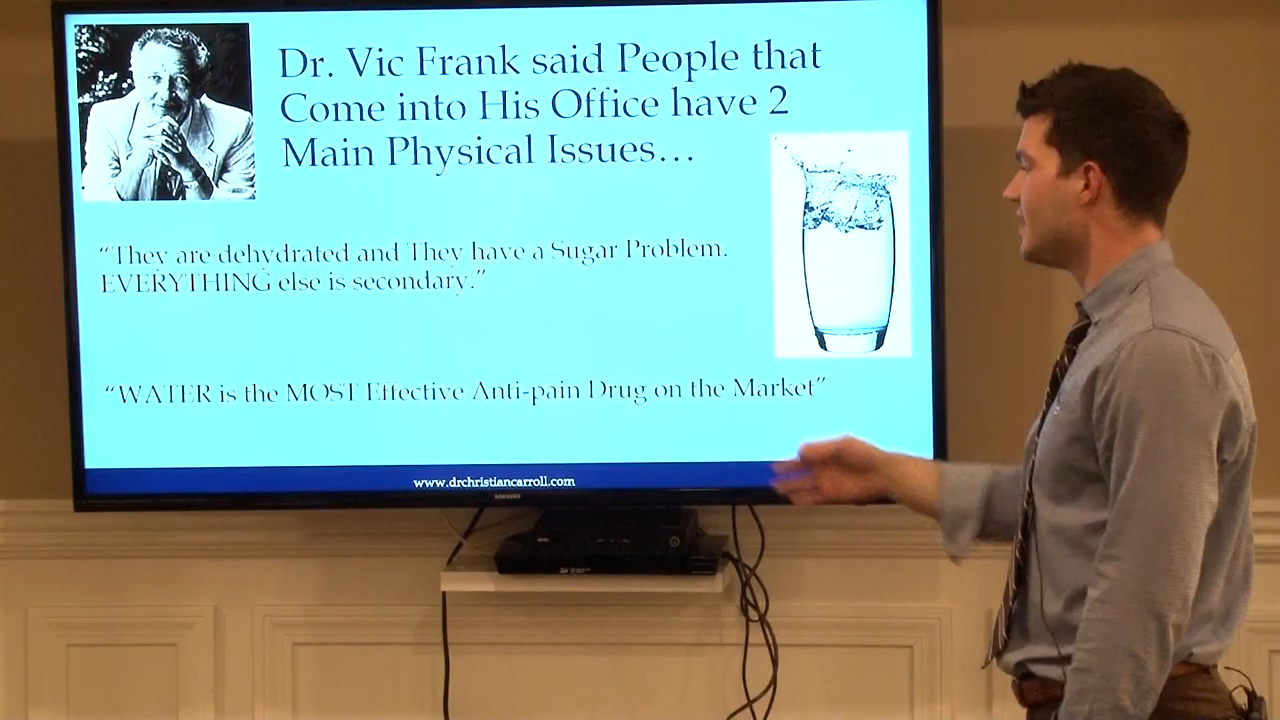 Dr. Vic Frank said People that
Come into His Office have 2
Main Physical Issues...
“They are dehydrated and They have a Sugar Problem.
EVERYTHING else is secondary.”
“WATER is the MOST Effective Anti-pain Drug on the Market”
www.drchristiancarroll.com
SAMSUNG